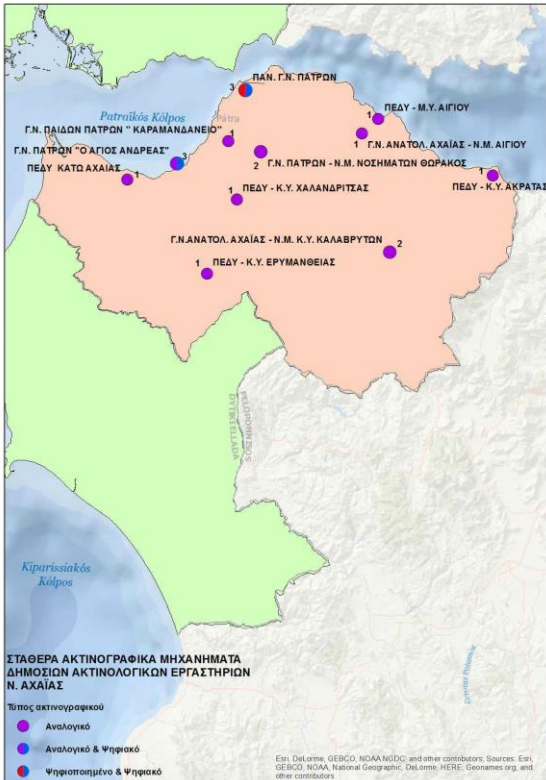 ΠΑΝ. Γ.Ν. ΠΑΤΡΩΝ
3
Patraïkós Kólpos
Pátra
ΠΕΔΥ - Μ.Υ. ΑΙΓΙΟΥ
1
Γ.Ν. ΠΑΙΔΩΝ ΠΑΤΡΩΝ " ΚΑΡΑΜΑΝΔΑΝΕΙΟ"
1
1
Γ.Ν. ΑΝΑΤΟΛ. ΑΧΑΪΑΣ - Ν.Μ. ΑΙΓΙΟΥ
Γ.Ν. ΠΑΤΡΩΝ "Ο ΑΓΙΟΣ ΑΝΔΡΕΑΣ"
3
2
Γ.Ν. ΠΑΤΡΩΝ - Ν.Μ. ΝΟΣΗΜΑΤΩΝ ΘΩΡΑΚΟΣ
ΠΕΔΥ ΚΑΤΩ ΑΧΑΙΑΣ
1
1
ΠΕΔΥ - Κ.Υ. ΑΚΡΑΤΑΣ
1
ΠΕΔΥ - Κ.Υ. ΧΑΛΑΝΔΡΙΤΣΑΣ
Γ.Ν.ΑΝΑΤΟΛ. ΑΧΑΪΑΣ - Ν.Μ. Κ.Υ. ΚΑΛΑΒΡΥΤΩΝ
2
1
ΠΕΔΥ - Κ.Υ. ΕΡΥΜΑΝΘΕΙΑΣ
PELOPONNISOS
DYTIKI ELLADA
Kiparissiakós
Kólpos
ΣΤΑΘΕΡΑ ΑΚΤΙΝΟΓΡΑΦΙΚΑ ΜΗΧΑΝΗΜΑΤΑ
ΔΗΜΟΣΙΩΝ ΑΚΤΙΝΟΛΟΓΙΚΩΝ ΕΡΓΑΣΤΗΡΙΩΝ
Ν. ΑΧΑΪΑΣ
Τύπος ακτινογραφικού
Αναλογικό
Αναλογικό & Ψηφιακό
Ψηφιοποιημένο & Ψηφιακό
Esri, DeLorme, GEBCO, NOAA NGDC, and other contributors, Sources: Esri,
GEBCO, NOAA, National Geographic, DeLorme, HERE, Geonames.org, and
other contributors